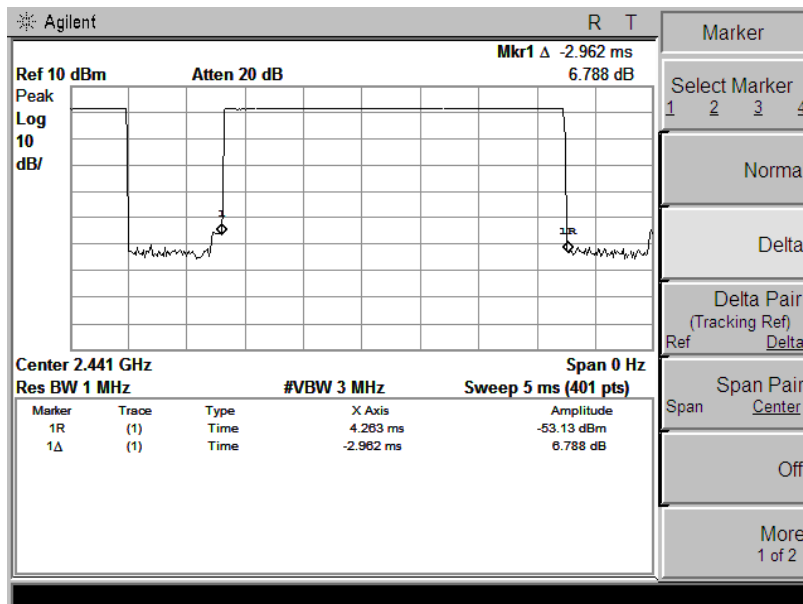 Agilent R T
Mkr1 Δ -2.962 ms
Ref 10 dBm Atten 20 dB 6.788 dB
Peak
Log
10
dB/
1
1R
Center 2.441 GHz Span 0 Hz
Res BW 1 MHz #VBW 3 MHz Sweep 5 ms (401 pts)
Marker Trace Type X Axis Amplitude
1R (1) Time 4.263 ms -53.13 dBm
1Δ (1) Time -2.962 ms 6.788 dB
Marker
Select Marker
1 2 3 4
Norma
Delta
Delta Pair
(Tracking Ref)
Ref Delta
Span Pair
Span Center
Off
More
1 of 2